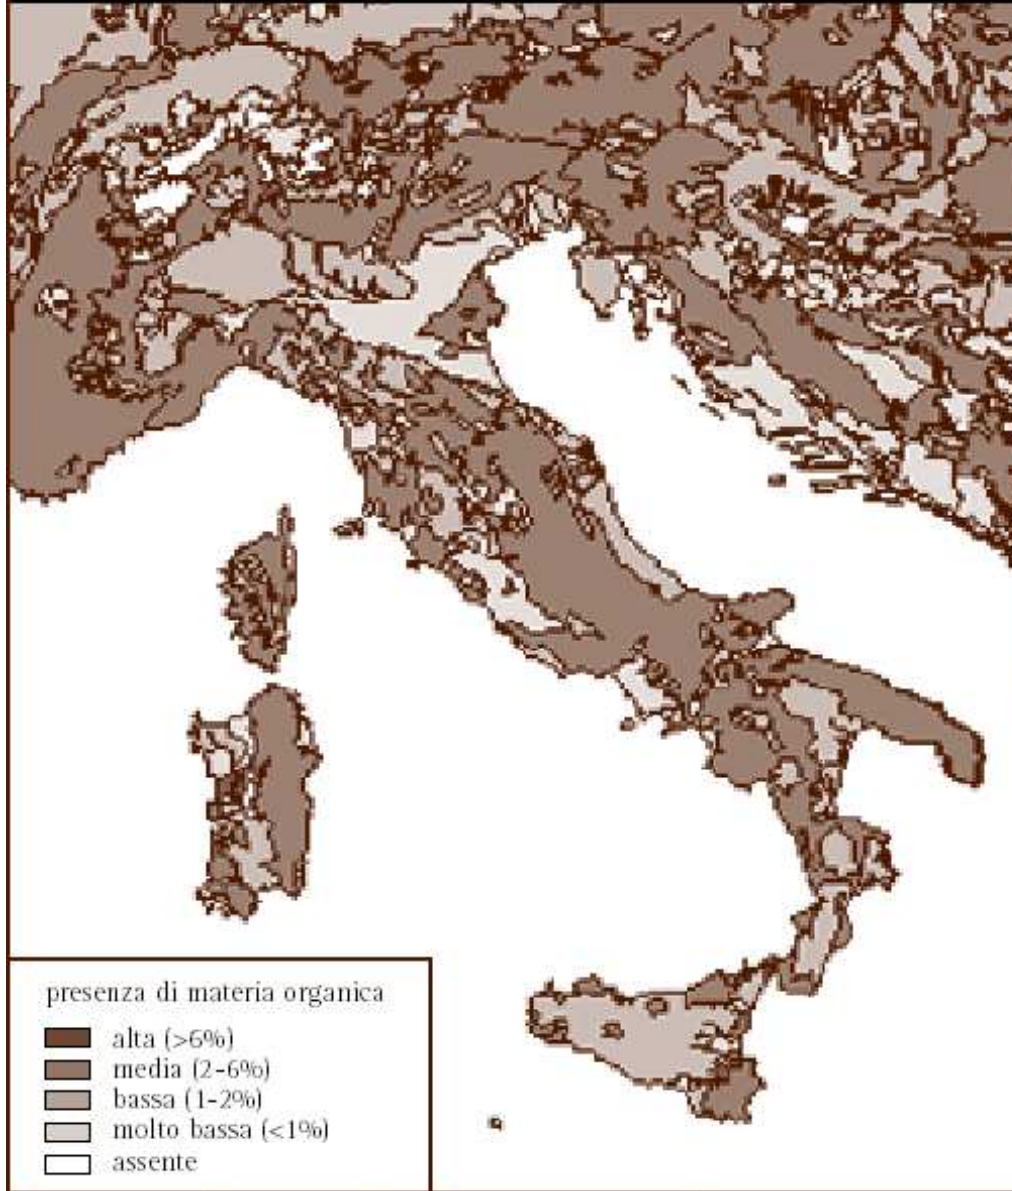 presenza di materia organica
alta (>6%)
media (2-6%)
bassa (1-2%)
molto bassa (<1%)
assente